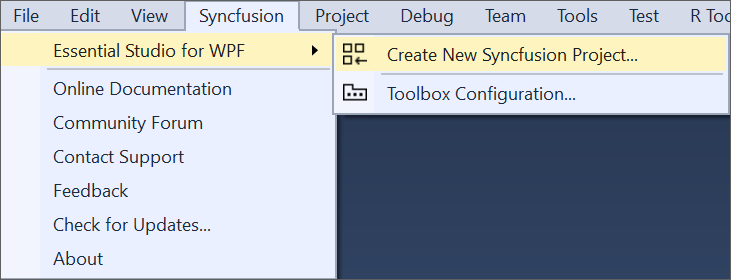 File Edit View Syncfusion Project Debug Team Tools Test R Too
Essential Studio for WPF
Create New Syncfusion Project...
Online Documentation
Toolbox Configuration...
Community Forum
Contact Support
Feedback
Check for Updates...
About